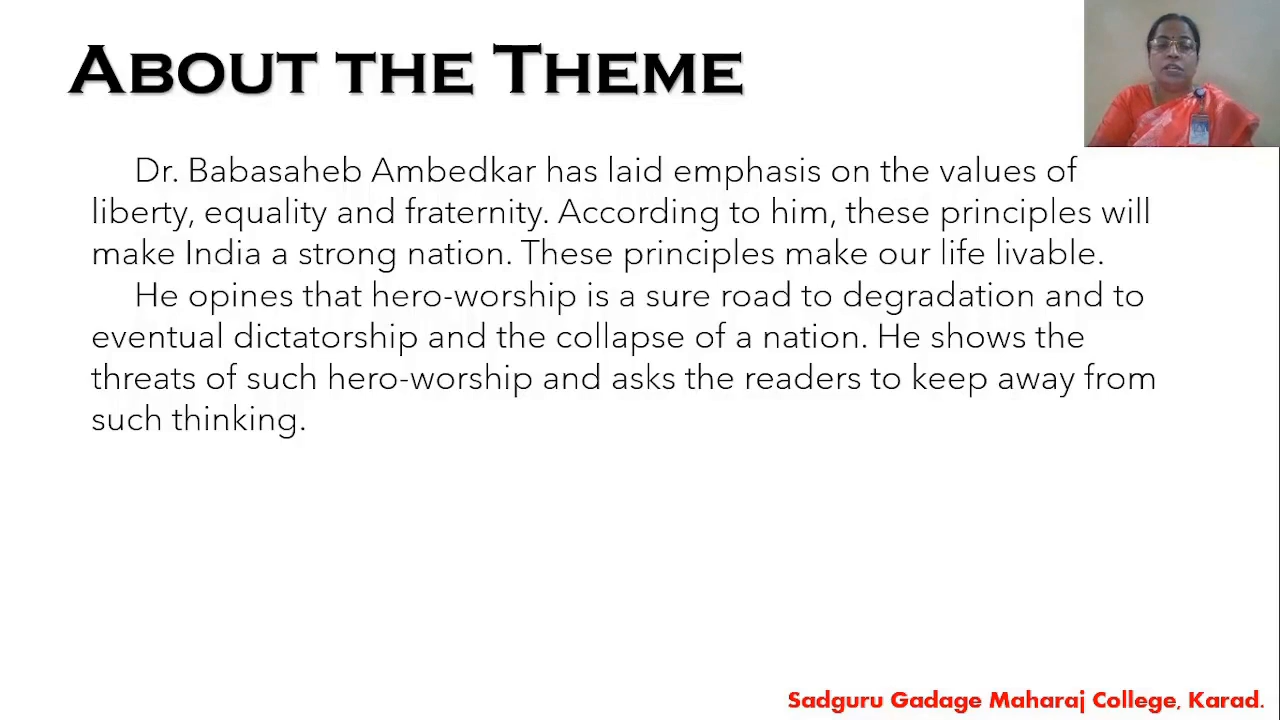 ABOUT THE THEME
Dr. Babasaheb Ambedkar has laid emphasis on the values of
liberty, equality and fraternity. According to him, these principles will
make India a strong nation. These principles make our life livable.
He opines that hero-worship is a sure road to degradation and to
eventual dictatorship and the collapse of a nation. He shows the
threats of such hero-worship and asks the readers to keep away from
such thinking.
Sadguru Gadage Maharaj College, Karad.